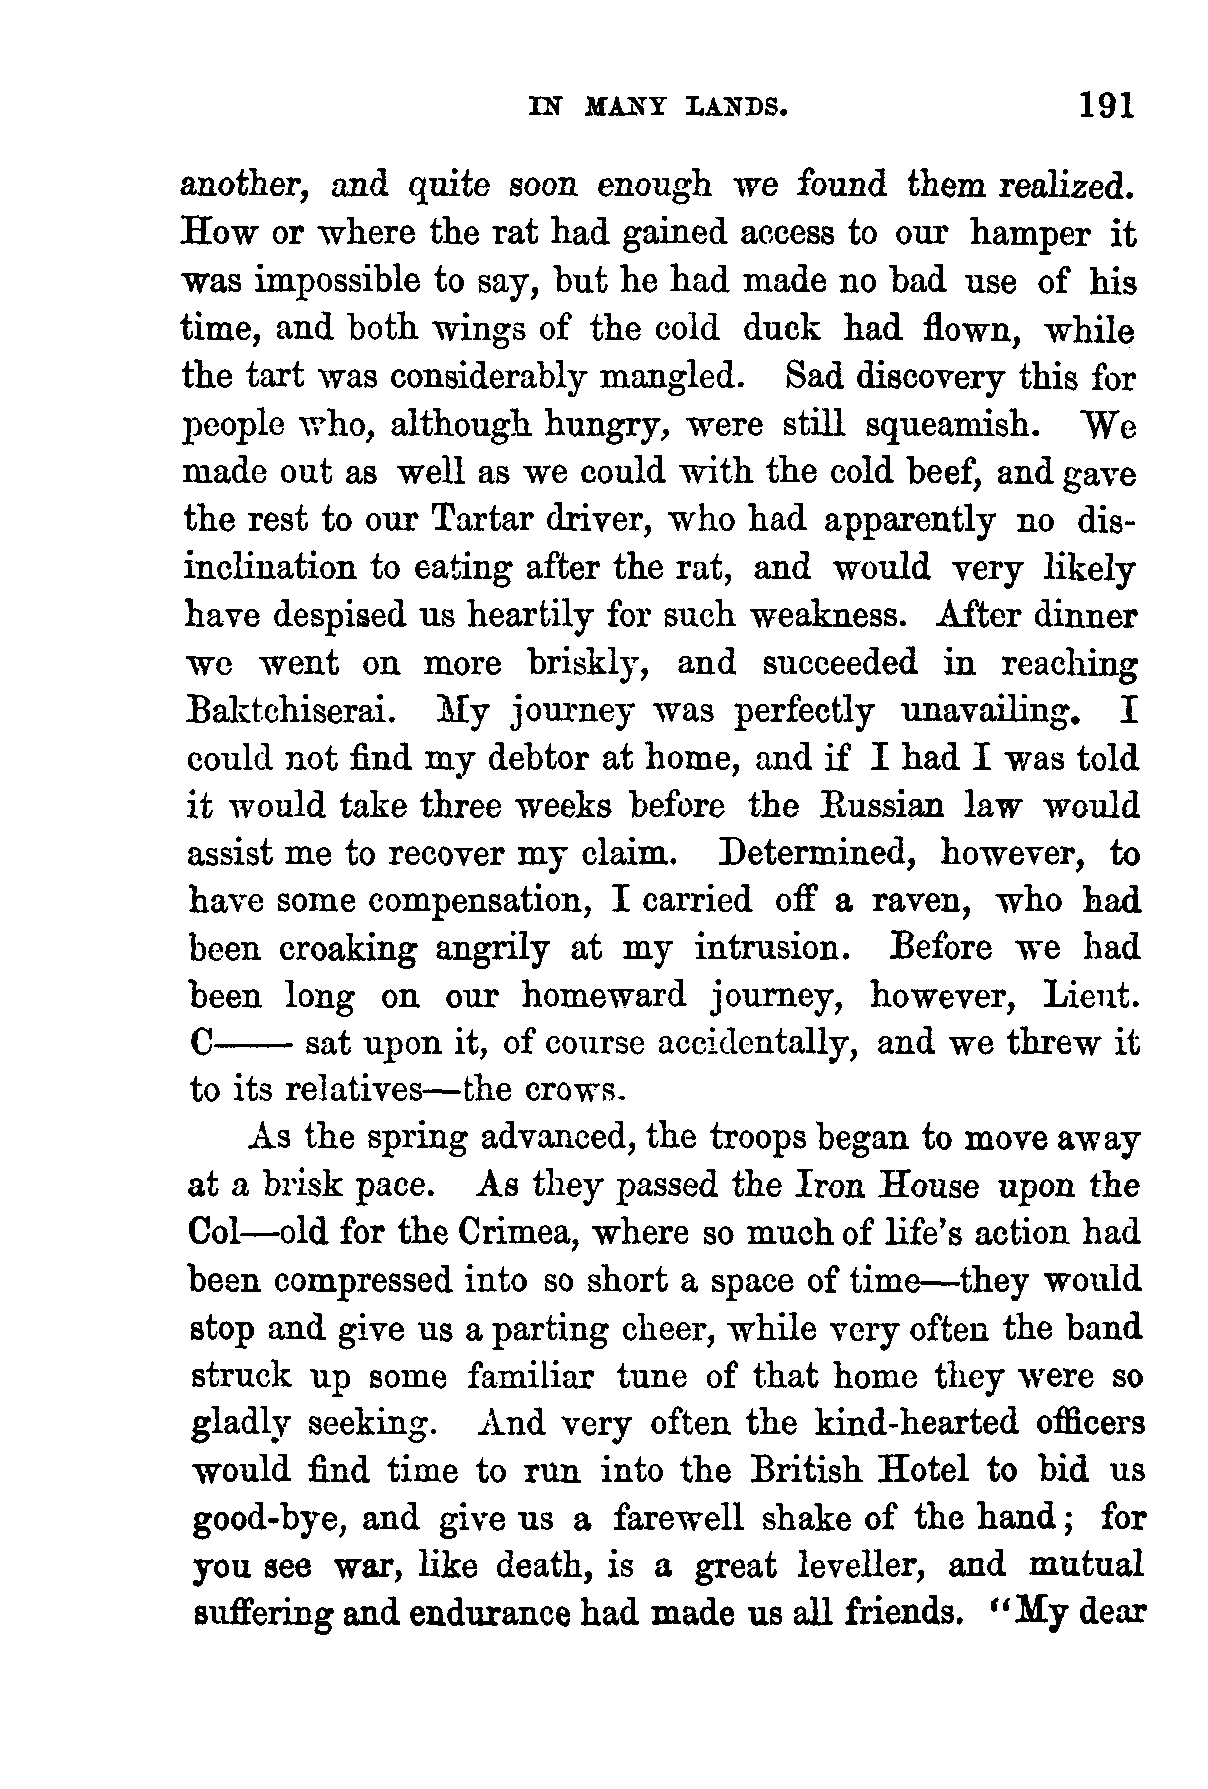 IN MANY LANDS. 191
another, and quite soon enough we found them realized.
How or where the rat had gained access to our hamper it
was impossible to say, but he had made no bad use of his
time, and both wings of the cold duck had flown, while
the tart was considerably mangled. Sad discovery this for
people who, although hungry, were still squeamish. We
made out as well as we could with the cold beef, and gave
the rest to our Tartar driver, who had apparently no dis-
inclination to eating after the rat, and would very likely
have despised us heartily for such weakness. After dinner
we went on more briskly, and succeeded in reaching
Baktchiserai. My journey was perfectly unavailing. I
could not find my debtor at home, and if I had I was told
it would take three weeks before the Russian law would
assist me to recover my claim. Determined, however, to
have some compensation, I carried off a raven, who had
been croaking angrily at my intrusion. Before we had
been long on our homeward journey, however, Lieut.
C—— sat upon it, of course accidentally, and we threw it
to its relatives—the crows.
As the spring advanced, the troops began to move away
at a brisk pace. As they passed the Iron House upon the
Col—old for the Crimea, where so much of life's action had
been compressed into so short a space of time—they would
stop and give us a parting cheer, while very often the band
struck up some familiar tune of that home they were so
gladly seeking. And very often the kind-hearted officers
would find time to run into the British Hotel to bid us
good-bye, and give us a farewell shake of the hand; for
you see war, like death, is a great leveller, and mutual
suffering and endurance had made us all friends. "My dear